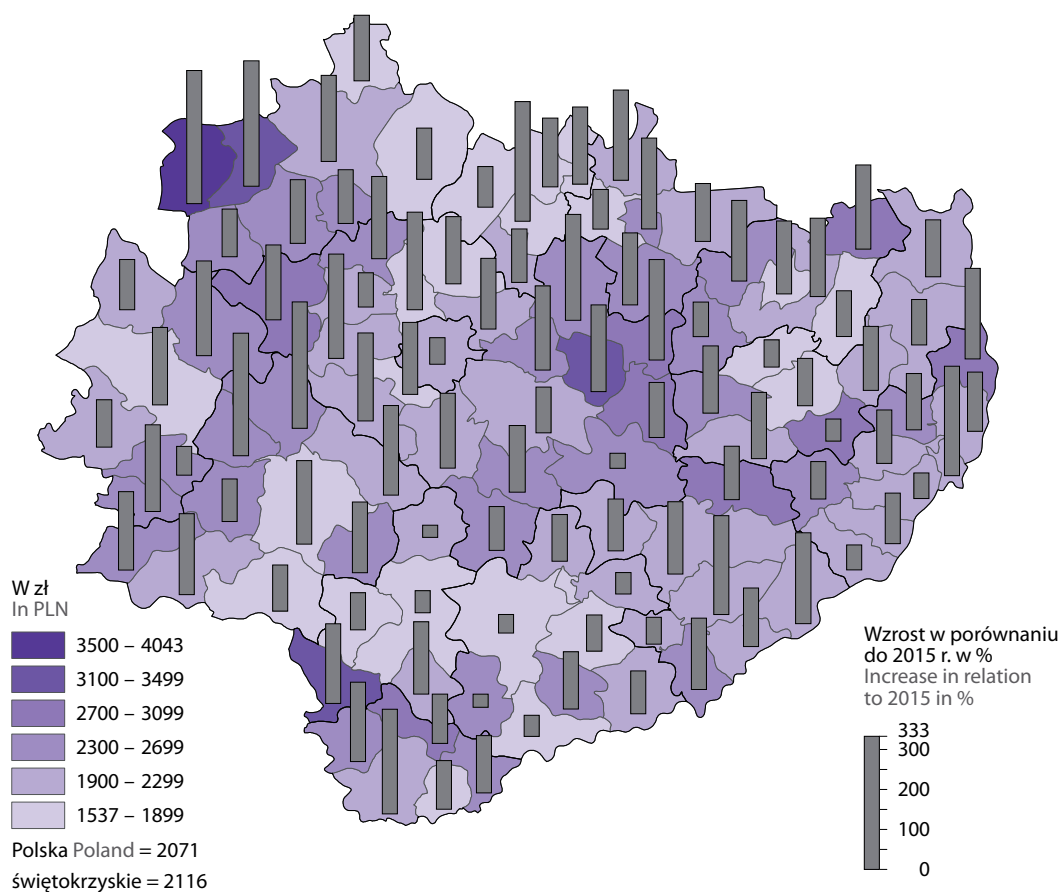 W zł
In PLN
3500 – 4043
3100 – 3499
2700 – 3099
2300 – 2699
1900 – 2299
1537 – 1899
Polska Poland = 2071
świętokrzyskie = 2116
Wzrost w porównaniu
do 2015 r. w %
Increase in relation
to 2015 in %
333
300
200
100
0